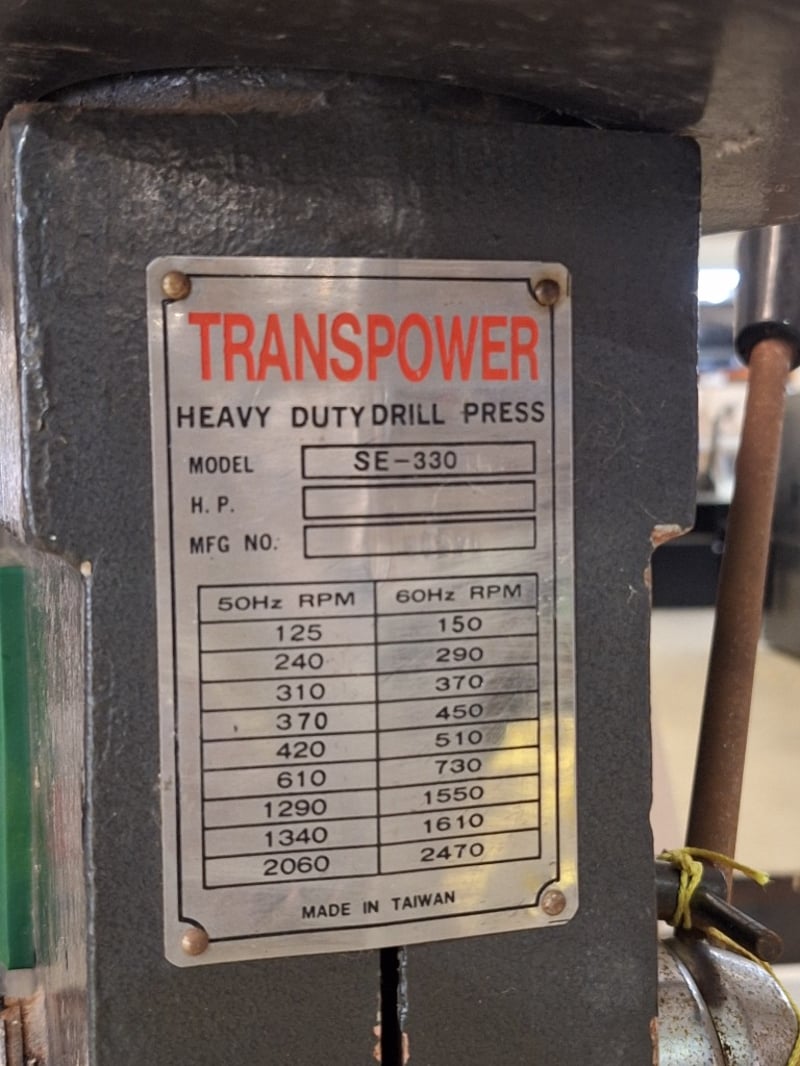 TRANSPOWER
HEAVY DUTY DRILL PRESS
MODEL SE-330
H.P.
MFG NO.
50Hz RPM 60Hz RPM
125 150
240 290
310 370
370 450
420 510
610 730
1290 1550
1340 1610
2060 2470
MADE IN TAIWAN